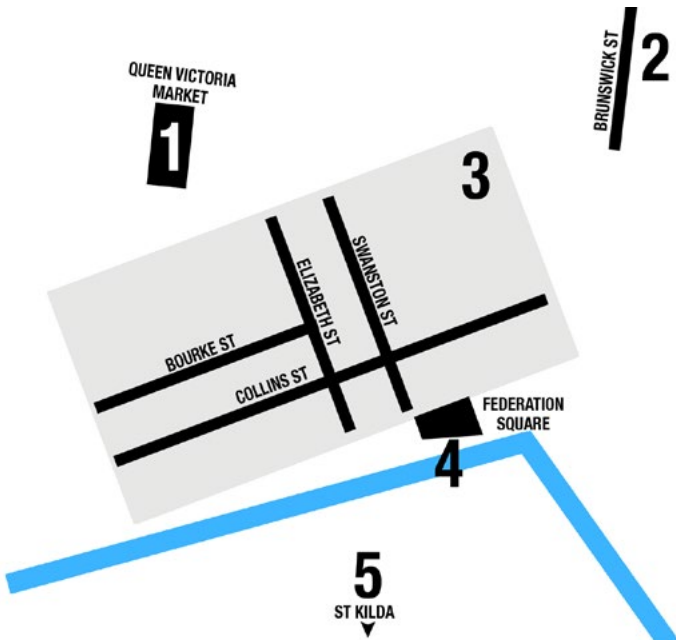 BRUNSWICK ST
2
QUEEN VICTORIA
MARKET
1
3
ELIZABETH ST
SWANSTON ST
BOURKE ST
COLLINS ST
FEDERATION
SQUARE
4
5
ST KILDA